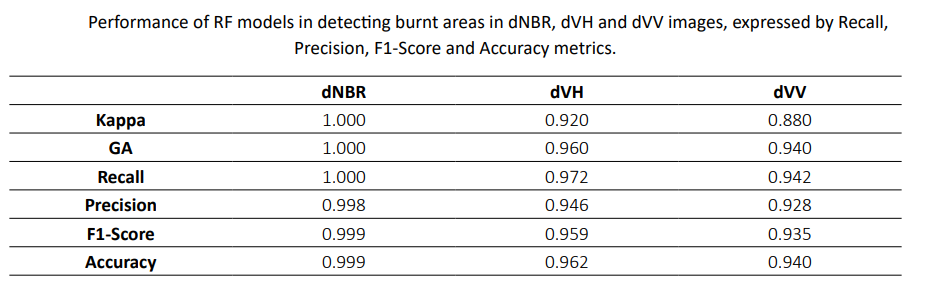 Performance of RF models in detecting burnt areas in dNBR, dVH and dVV images, expressed by Recall,
Precision, F1-Score and Accuracy metrics.
dNBR dVH dVV
Kappa 1.000 0.920 0.880
GA 1.000 0.960 0.940
Recall 1.000 0.972 0.942
Precision 0.998 0.946 0.928
F1-Score 0.999 0.959 0.935
Accuracy 0.999 0.962 0.940